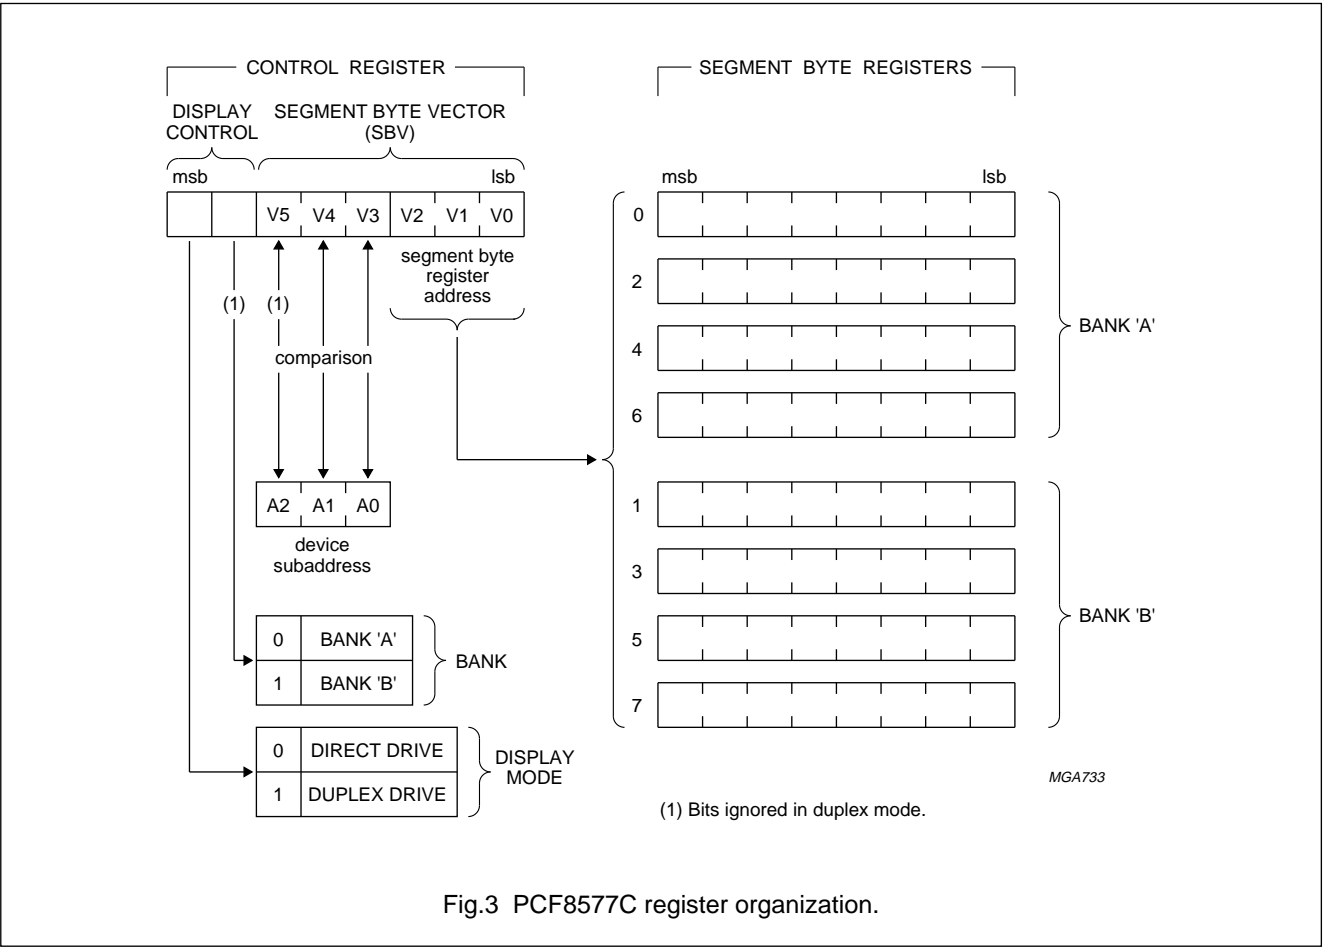 CONTROL REGISTER
DISPLAY
CONTROL
SEGMENT BYTE VECTOR
(SBV)
msb
lsb
V5 V4 V3 V2 V1 V0
segment byte
register
address
(1)
(1)
comparison
A2 A1 A0
device
subaddress
0 BANK 'A'
1 BANK 'B'
BANK
0 DIRECT DRIVE
1 DUPLEX DRIVE
DISPLAY
MODE
SEGMENT BYTE REGISTERS
msb
lsb
0
2
4
6
BANK 'A'
1
3
5
7
BANK 'B'
MGA733
(1) Bits ignored in duplex mode.
Fig.3 PCF8577C register organization.